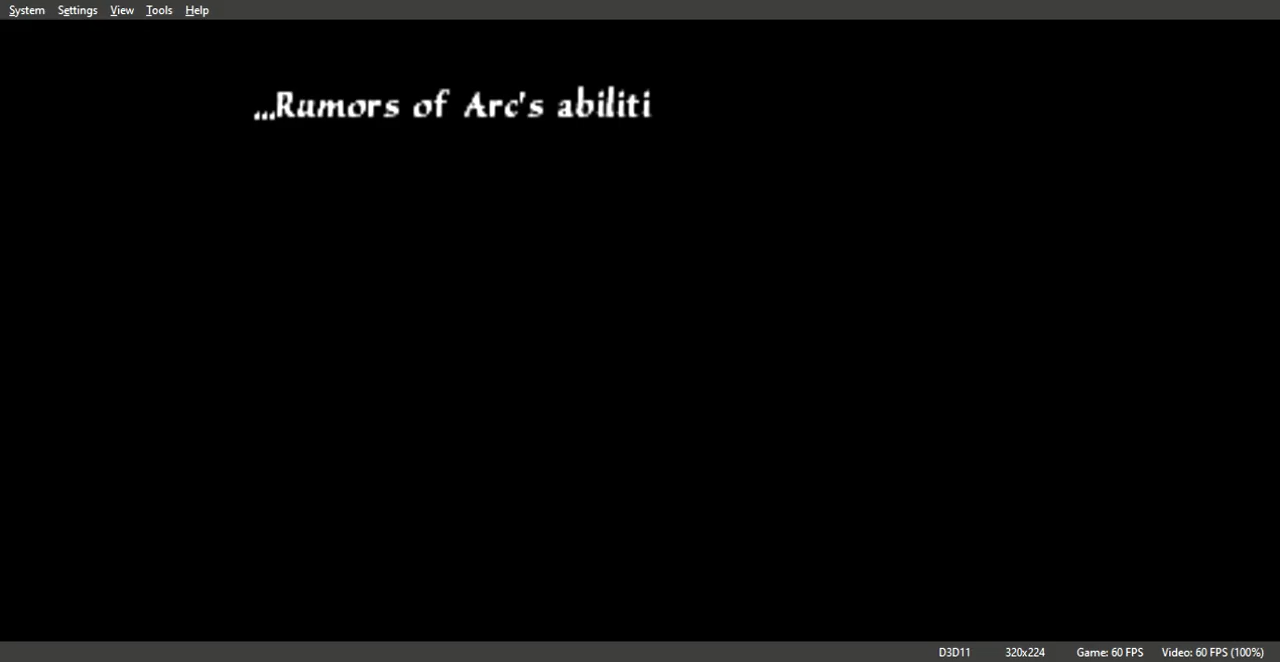 System Settings View Tools Help
...Rumors of Arc's abiliti
D3D11 320x224 Game: 60 FPS Video: 60 FPS (100%)